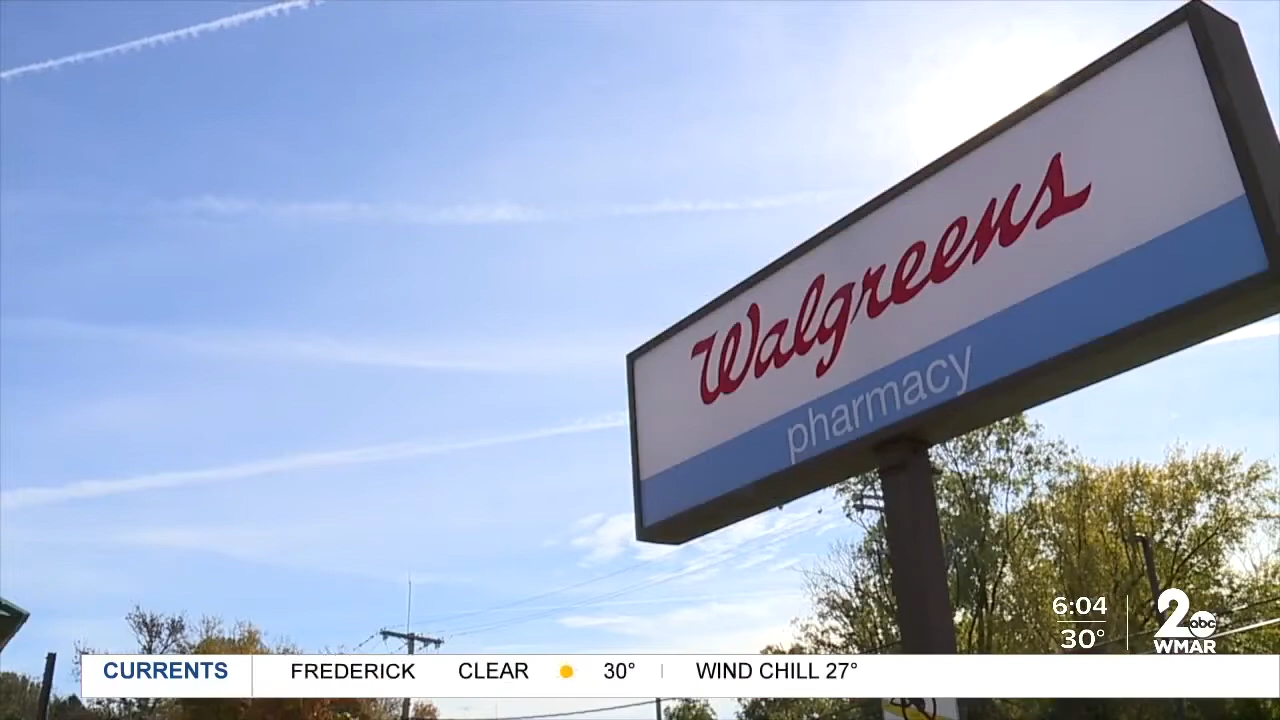 Walgreens
pharmacy
6:04
30°
2 abc
WMAR
CURRENTS FREDERICK CLEAR 30° WIND CHILL 27°